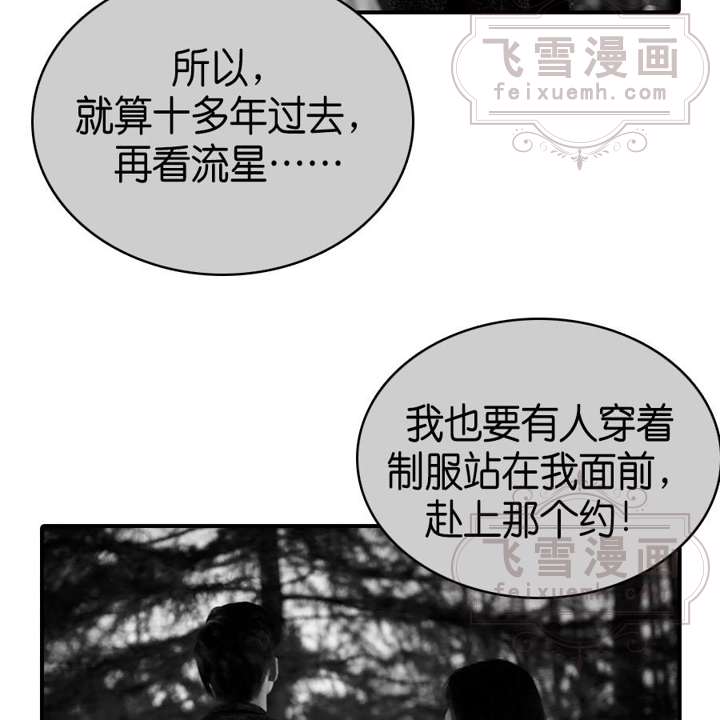 飞雪漫画
feixuemh.com
所以，
就算十多年过去，
再看流星……
我也要有人穿着
制服站在我面前，
赴上那个约！
飞雪漫画
feixuemh.com